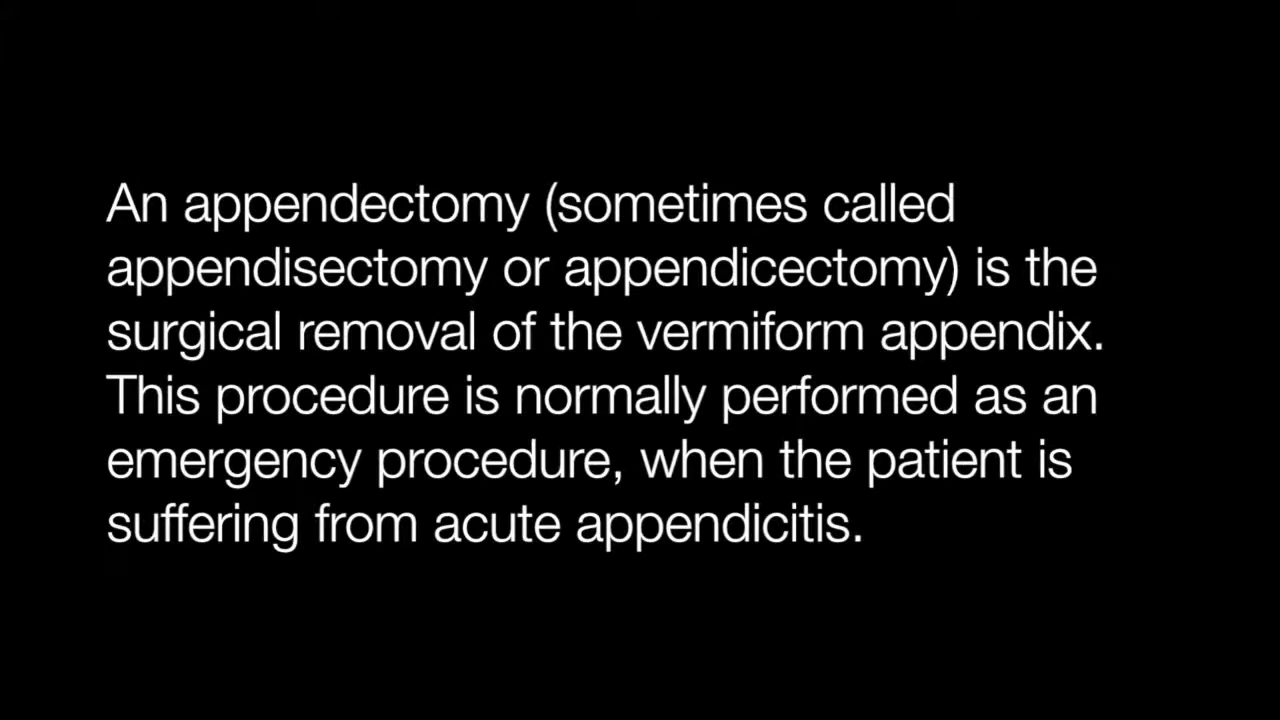 An appendectomy (sometimes called
appendisectomy or appendicectomy) is the
surgical removal of the vermiform appendix.
This procedure is normally performed as an
emergency procedure, when the patient is
suffering from acute appendicitis.